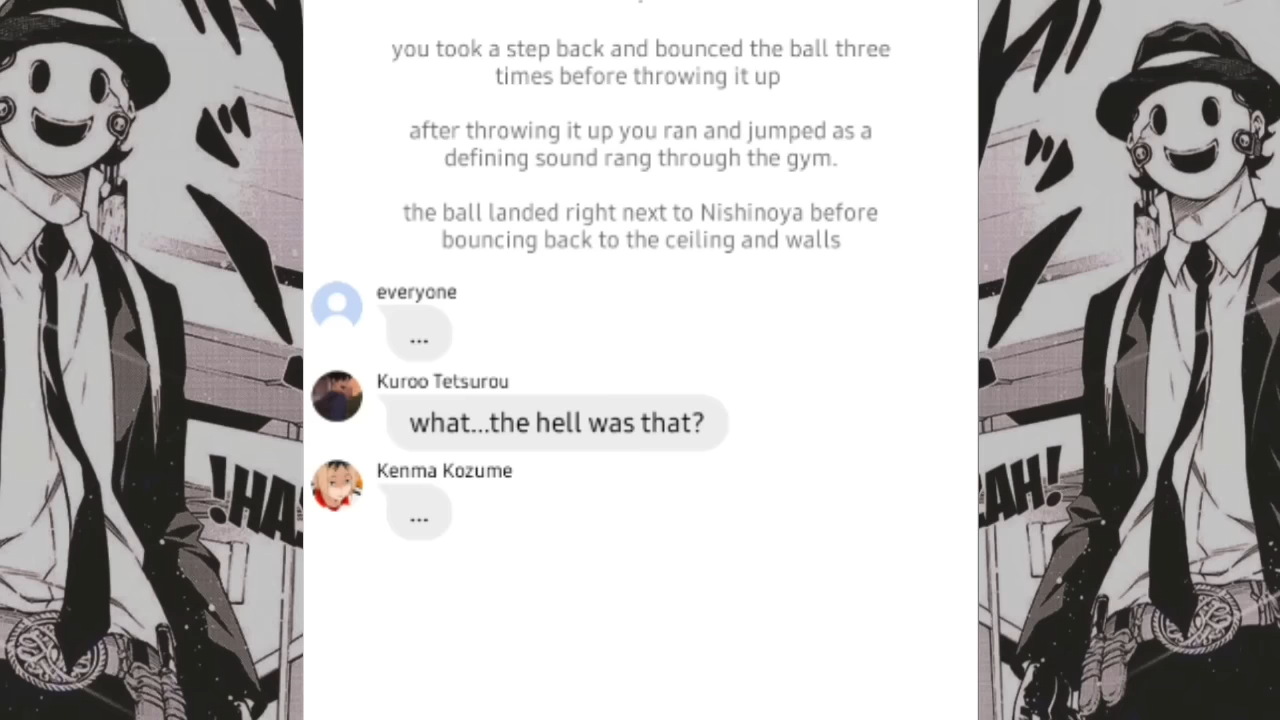 you took a step back and bounced the ball three
times before throwing it up
after throwing it up you ran and jumped as a
defining sound rang through the gym.
the ball landed right next to Nishinoya before
bouncing back to the ceiling and walls
everyone
...
Kuroo Tetsurou
what...the hell was that?
Kenma Kozume
...
!HA
AH!